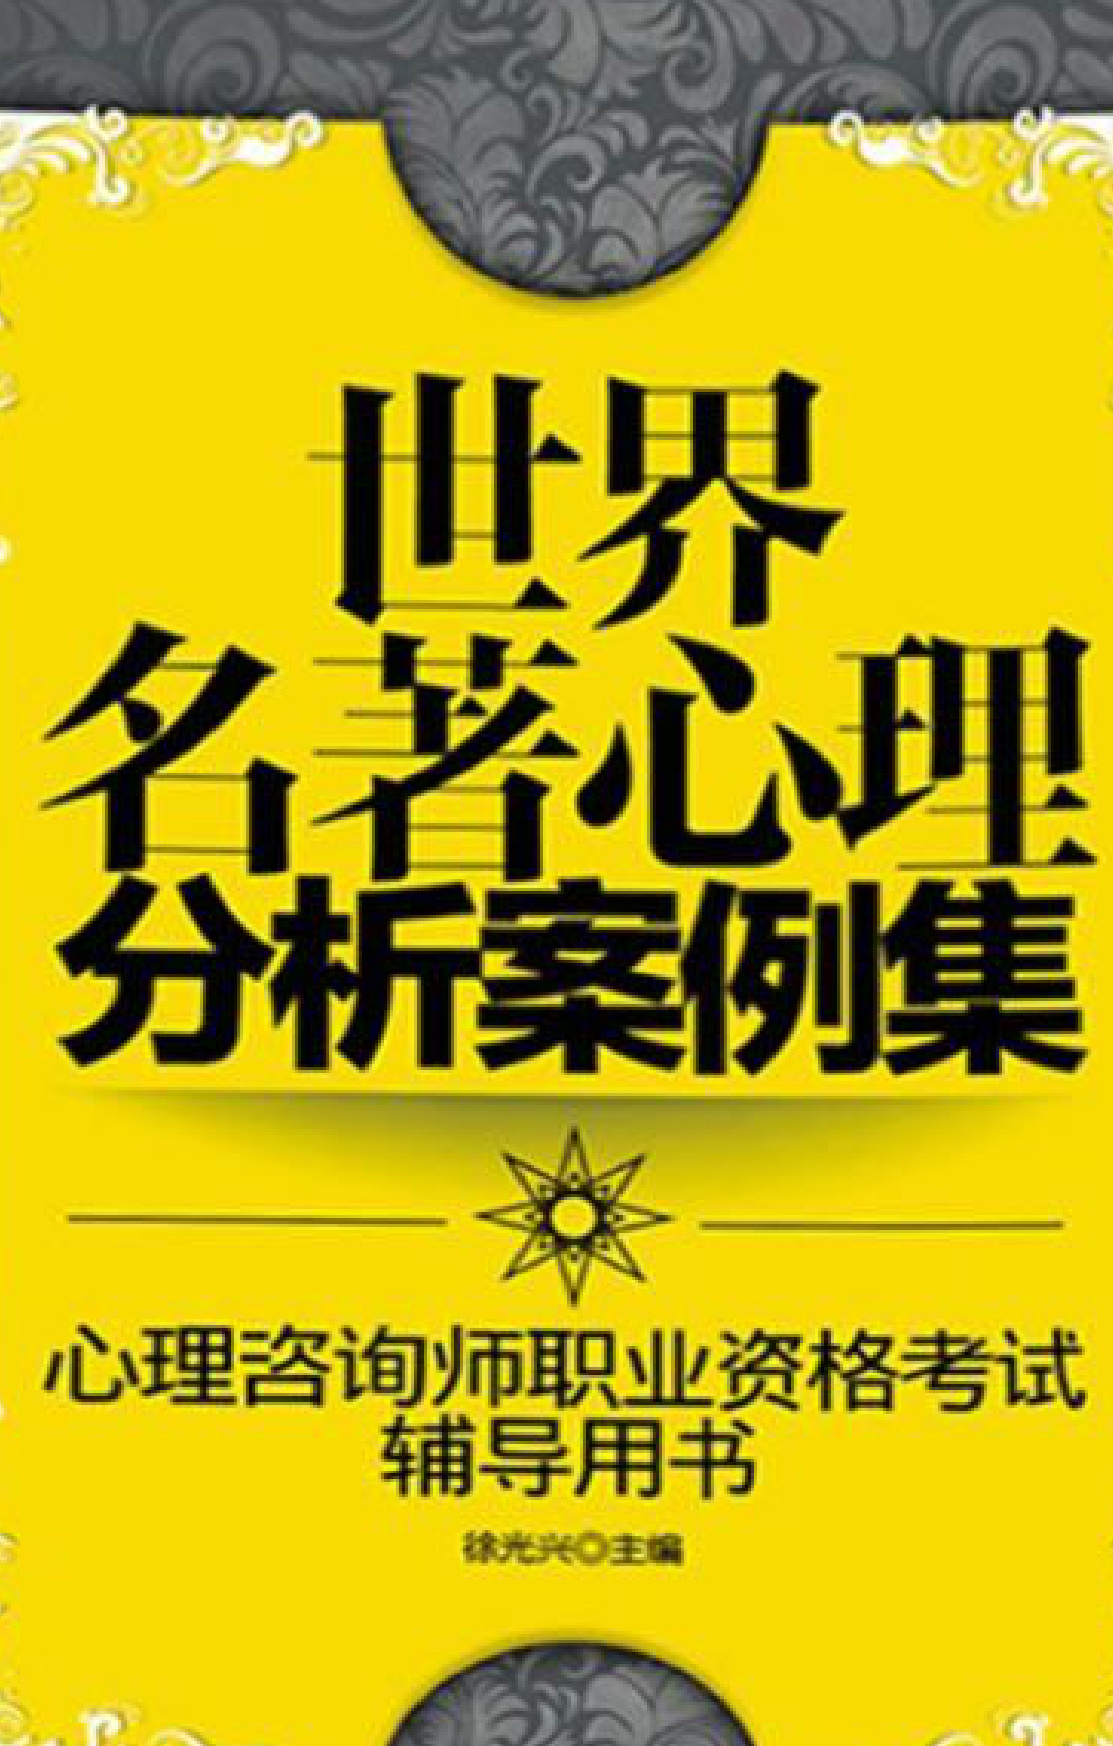 世界
名著心理
分析案例集
心理咨询师职业资格考试
辅导用书
徐光兴◎主编